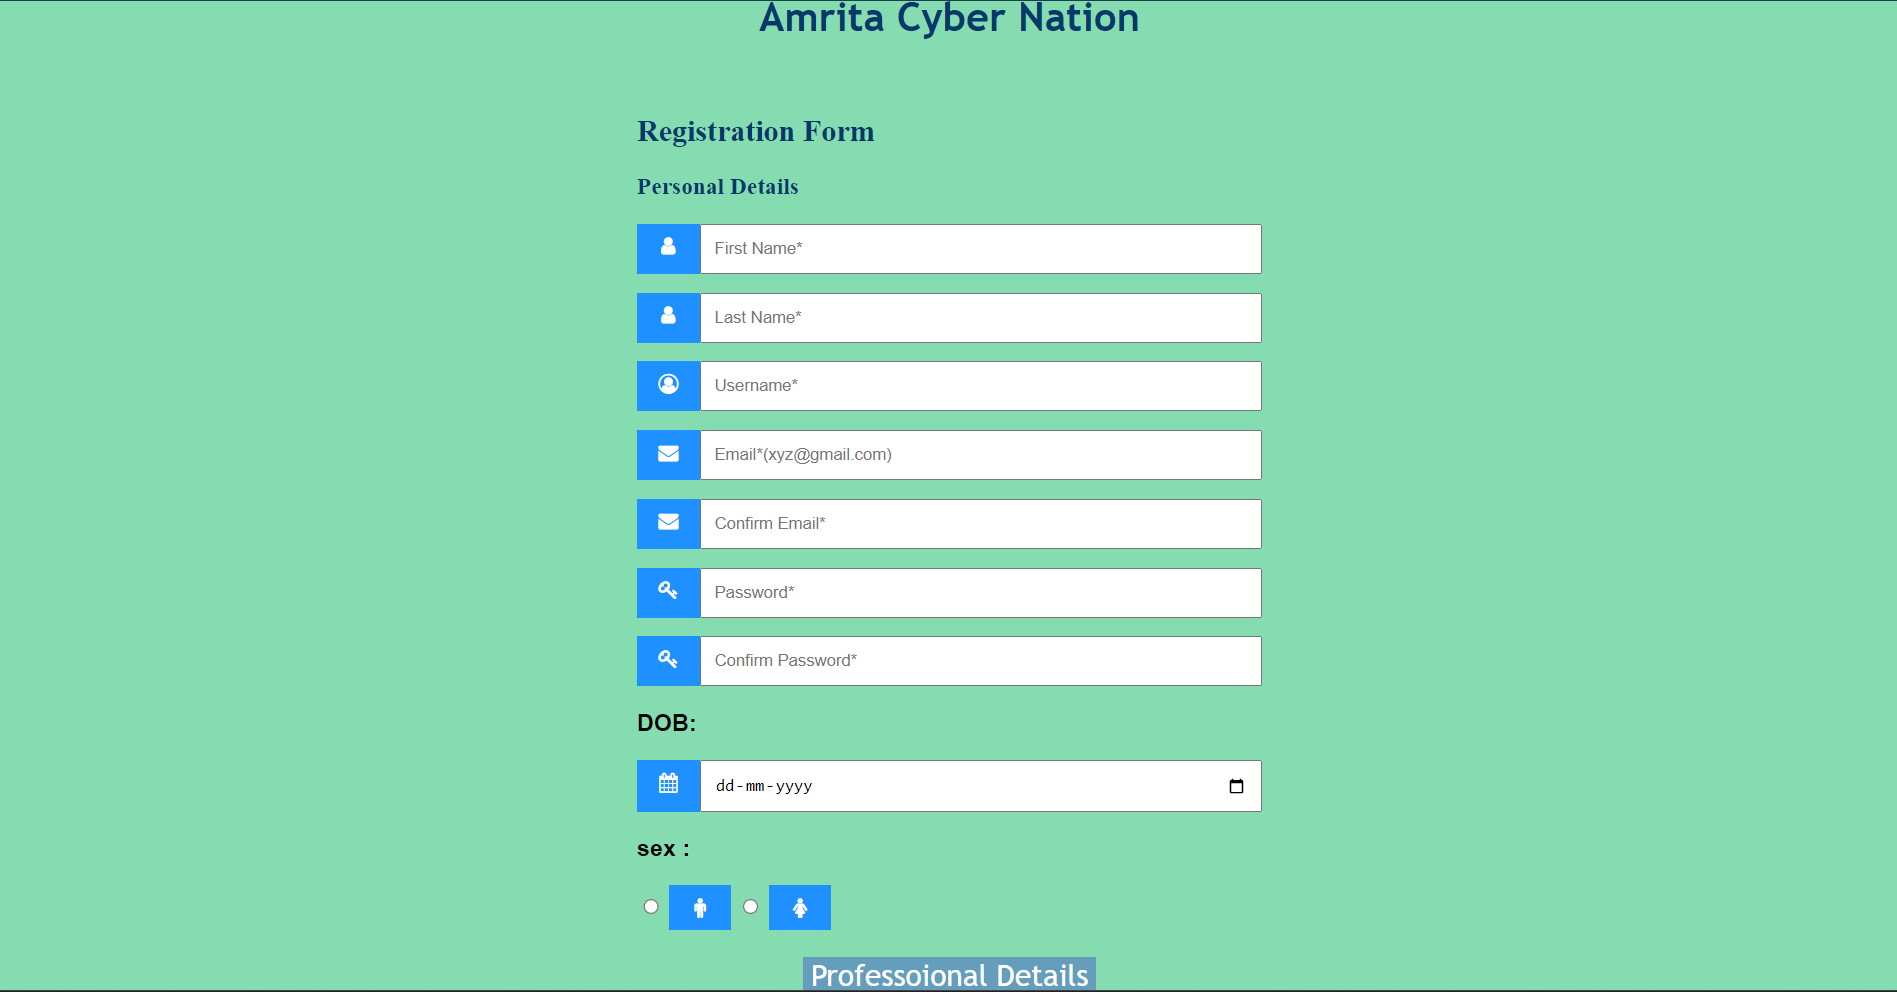 Amrita Cyber Nation
Registration Form
Personal Details
First Name*
Last Name*
Username*
Email*(xyz@gmail.com)
Confirm Email*
Password*
Confirm Password*
DOB:
dd-mm-yyyy
sex :
Professoional Details